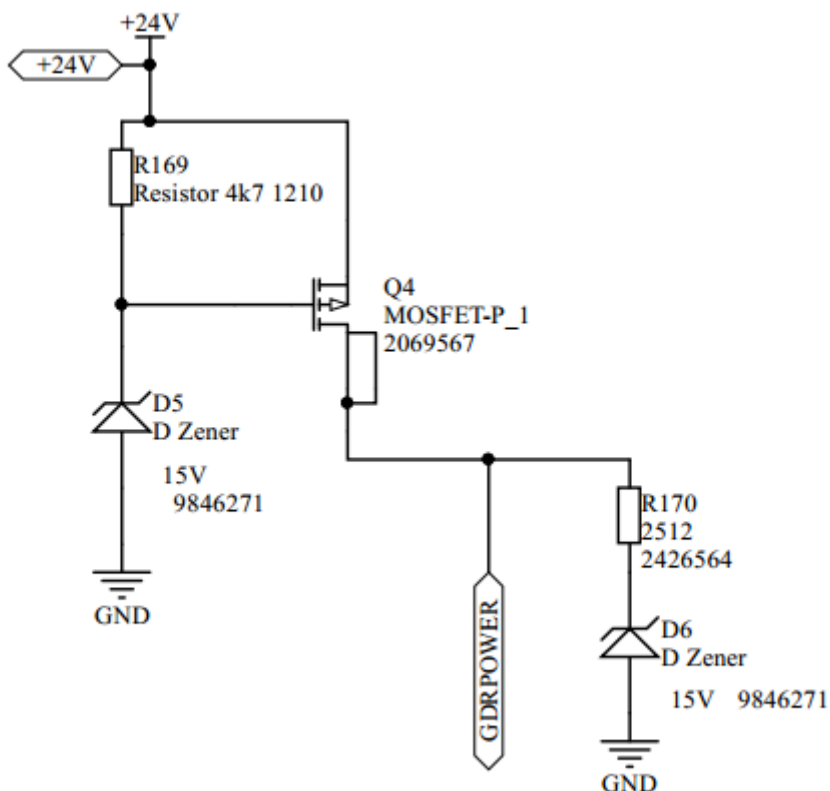 +24V
+24V
R169
Resistor 4k7 1210
Q4
MOSFET-P_1
2069567
D5
D Zener
15V
9846271
GND
R170
2512
2426564
GDRPOWER
D6
D Zener
15V 9846271
GND